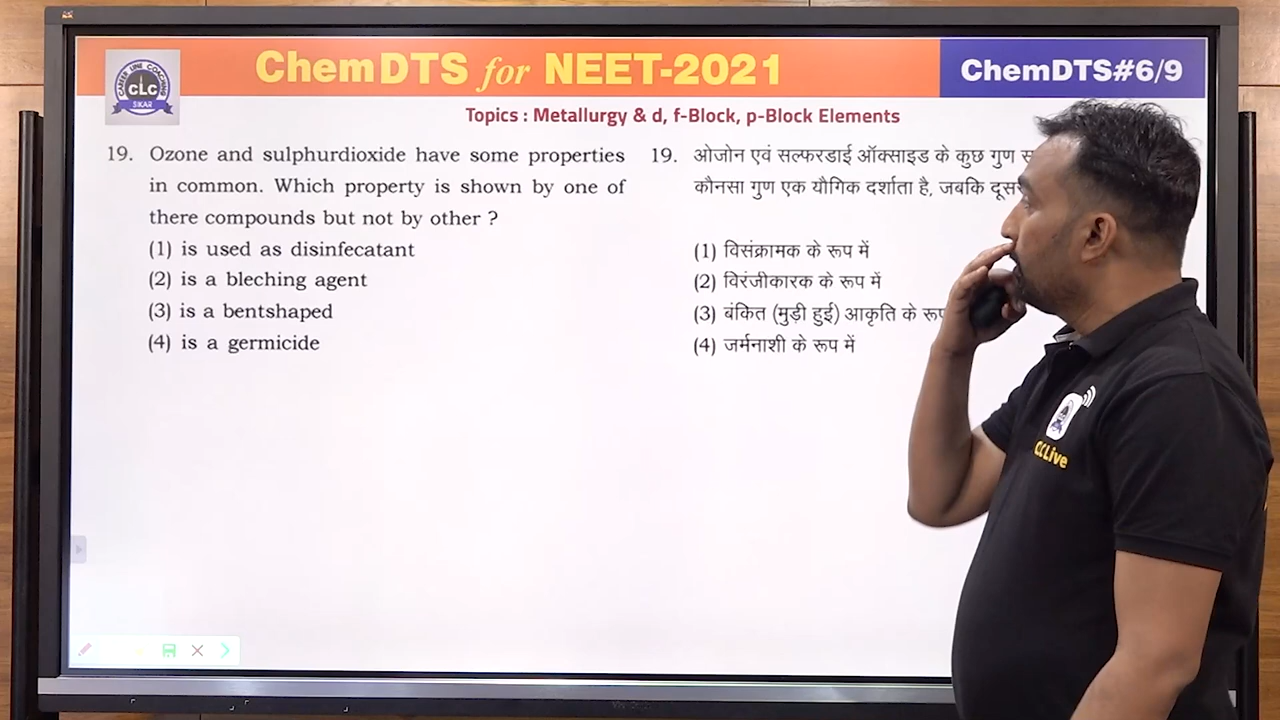 ChemDTS for NEET-2021
ChemDTS#6/9
CAREER LINE COACHING
CLC
SIKAR
Topics : Metallurgy & d, f-Block, p-Block Elements
19. Ozone and sulphurdioxide have some properties
in common. Which property is shown by one of
there compounds but not by other ?
(1) is used as disinfecatant
(2) is a bleching agent
(3) is a bentshaped
(4) is a germicide
19. ओजोन एवं सल्फरडाई ऑक्साइड के कुछ गुण
कौनसा गुण एक यौगिक दर्शाता है, जबकि
(1) विसंक्रामक के रूप में
(2) विरंजीकारक के रूप में
(3) बंकित (मुड़ी हुई) आकृति के
(4) जर्मनाशी के रूप में
CLC Live